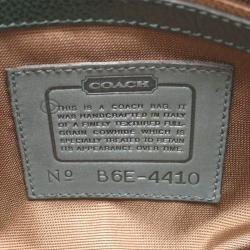 COACH
THIS IS A COACH BAG. IT
WAS HANDCRAFTED IN ITALY
OF A FINELY TEXTURED FULL-
GRAIN COWHIDE WHICH IS
SPECIALLY TREATED TO RETAIN
ITS APPEARANCE OVER TIME.
Nº B6E-4410